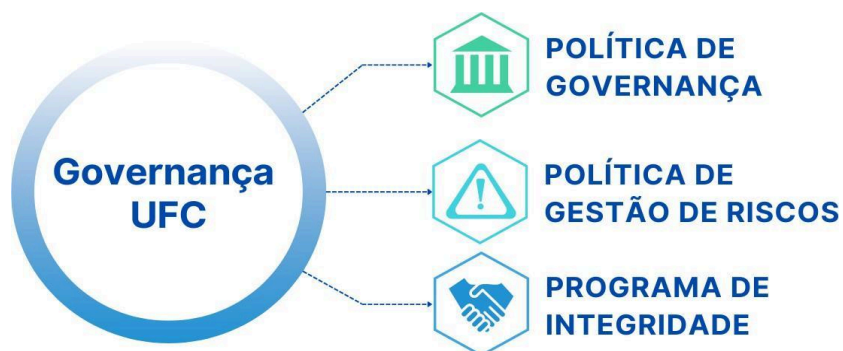 Governança
UFC
POLÍTICA DE
GOVERNANÇA
POLÍTICA DE
GESTÃO DE RISCOS
PROGRAMA DE
INTEGRIDADE